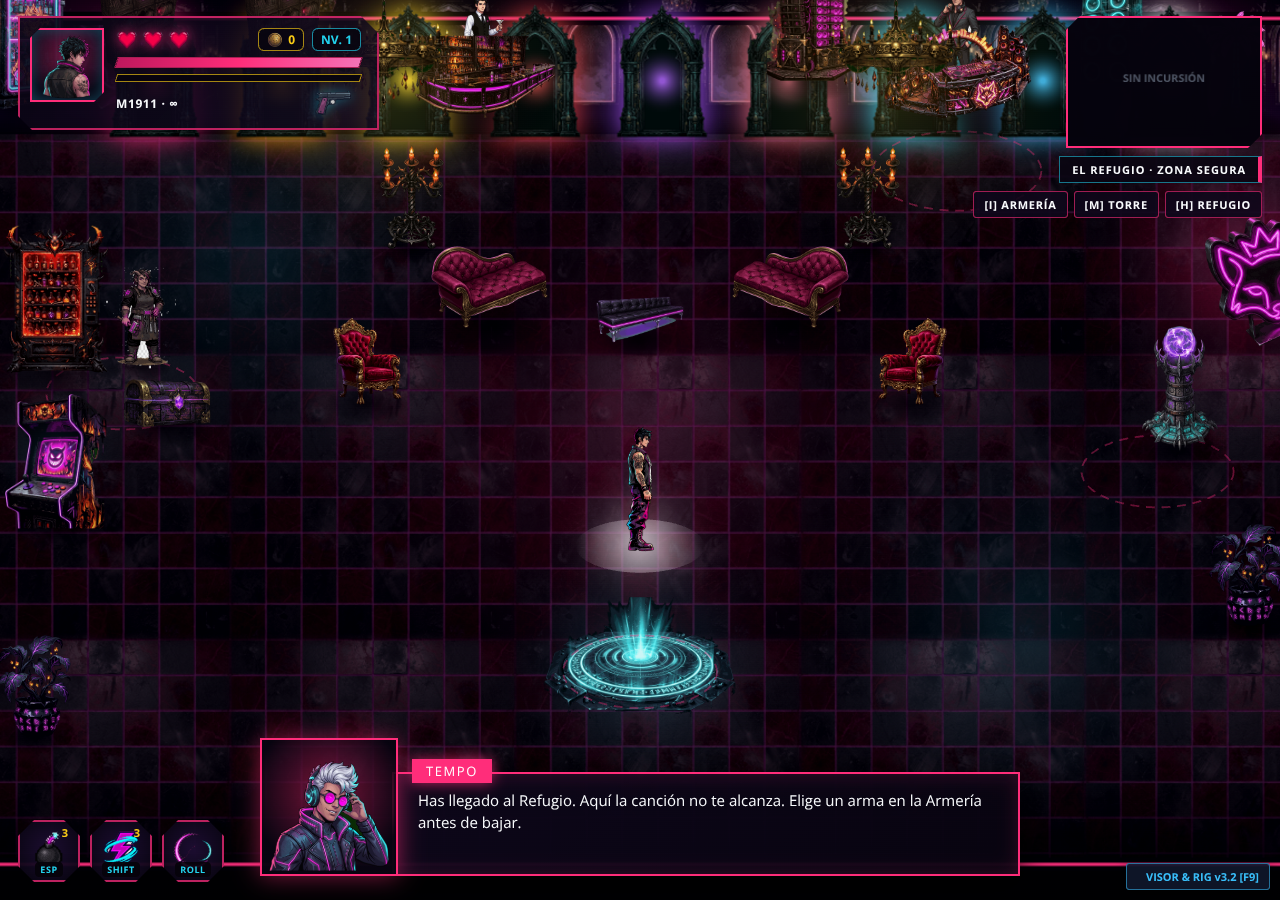 0
NV. 1
M1911 · ∞
SIN INCURSIÓN
EL REFUGIO · ZONA SEGURA
[I] ARMERÍA
[M] TORRE
[H] REFUGIO
TEMPO
Has llegado al Refugio. Aquí la canción no te alcanza. Elige un arma en la Armería
antes de bajar.
3
ESP
3
SHIFT
ROLL
VISOR & RIG v3.2 [F9]